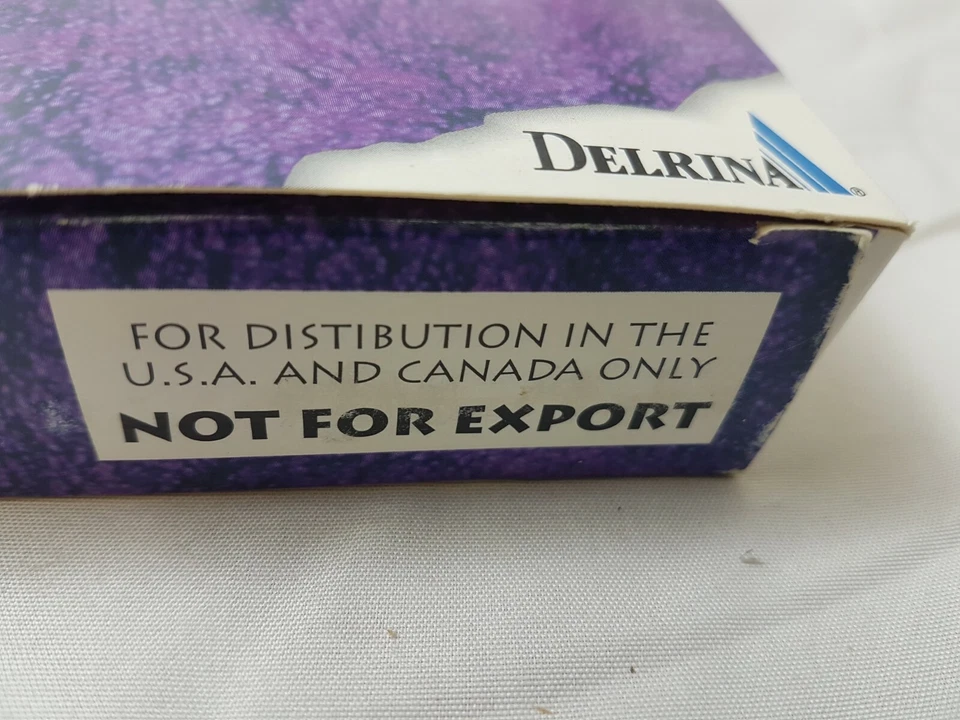 DELRINA®
FOR DISTIBUTION IN THE
U.S.A. AND CANADA ONLY
NOT FOR EXPORT